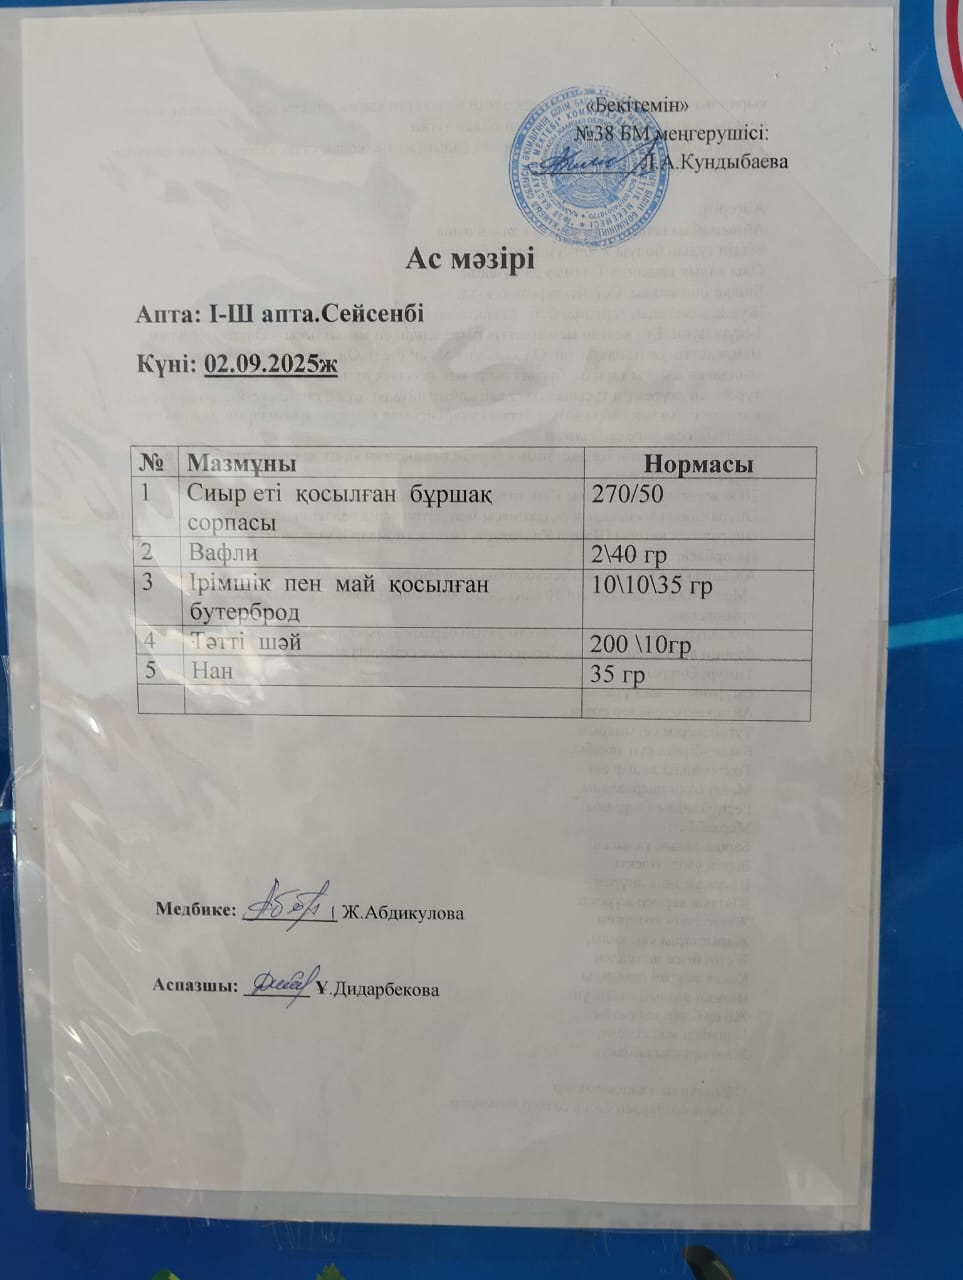 «Бекітемін»
№38 БМ меңгерушісі:
Л.А.Кундыбаева
Ас мәзірі
Апта: І-ІІІ апта.Сейсенбі
Күні: 02.09.2025ж
№ Мазмұны Нормасы
1 Сиыр еті қосылған бұршақ
сорпасы 270/50
2 Вафли 2\40 гр
3 Ірімшік пен май қосылған
бутерброд 10\10\35 гр
4 Тәтті шәй 200 \10гр
5 Нан 35 гр
Медбике: Ж.Абдикулова
Аспазшы: Ұ.Дидарбекова